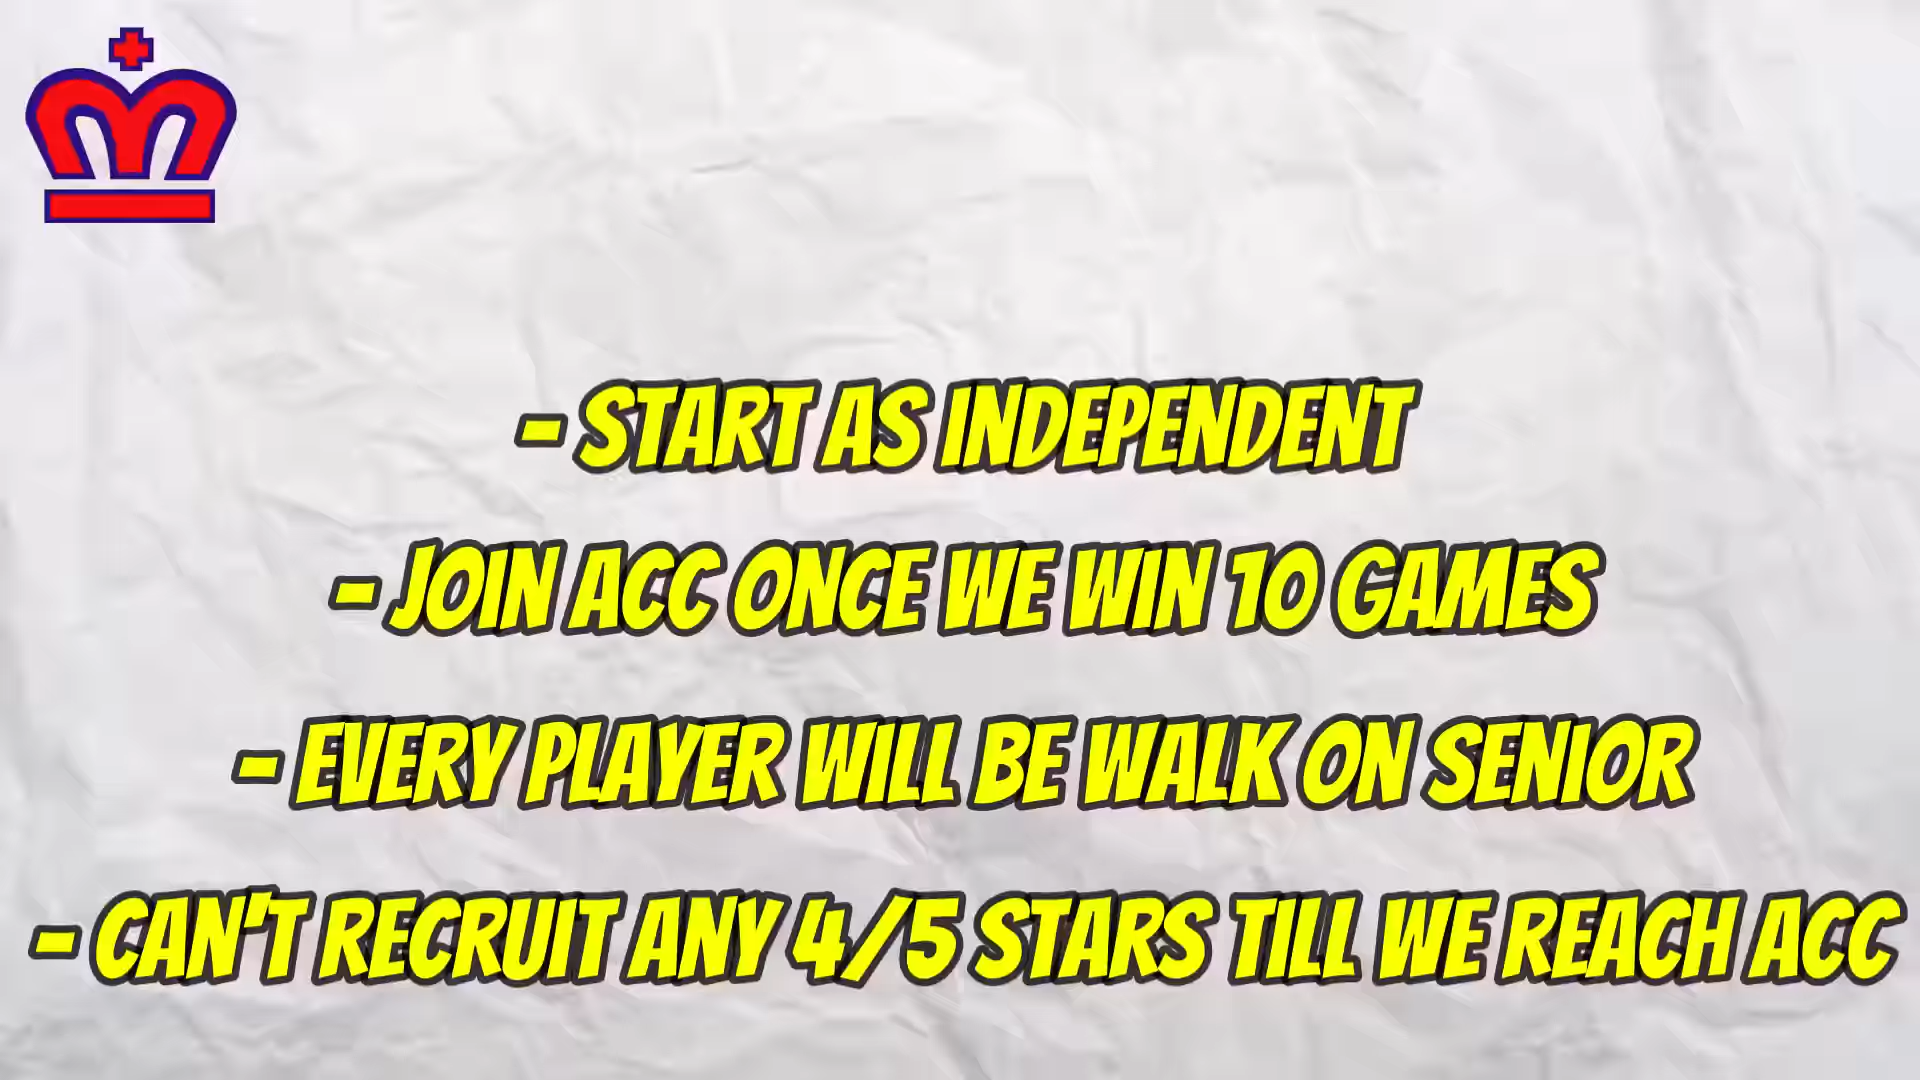 - START AS INDEPENDENT
- JOIN ACC ONCE WE WIN 10 GAMES
- EVERY PLAYER WILL BE WALK ON SENIOR
- CAN'T RECRUIT ANY 4/5 STARS TILL WE REACH ACC